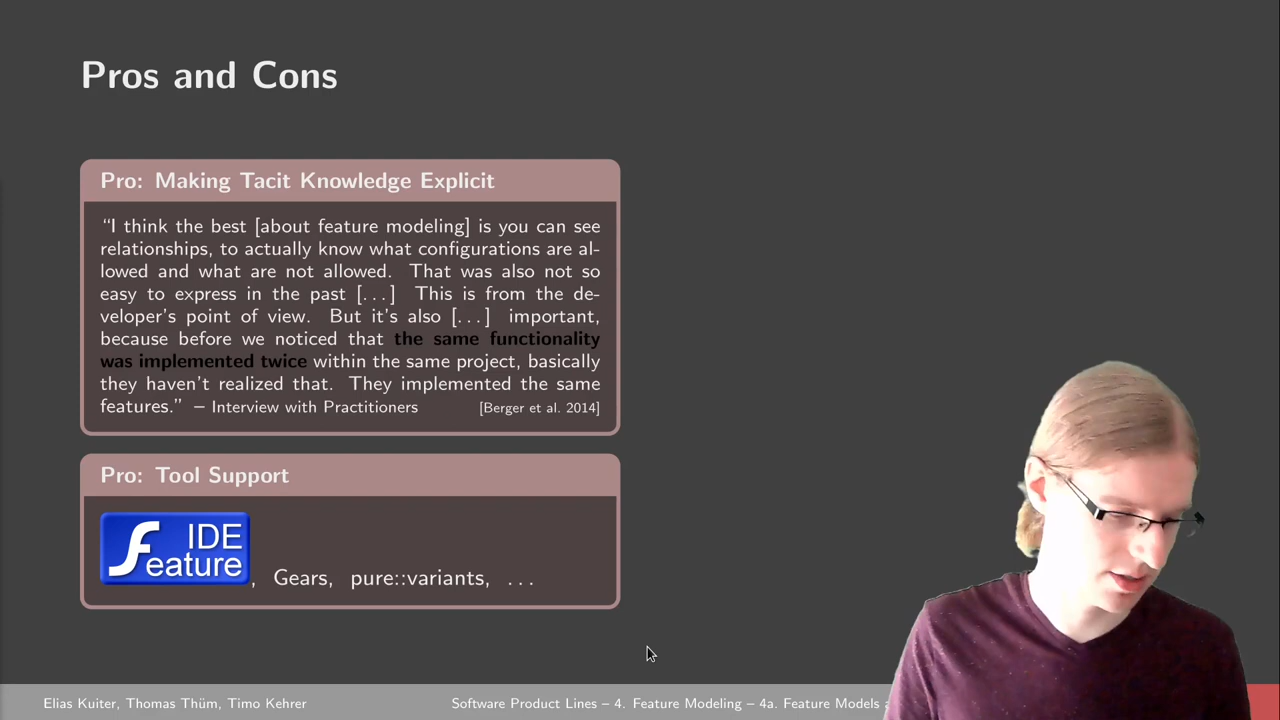 Pros and Cons
Pro: Making Tacit Knowledge Explicit
“I think the best [about feature modeling] is you can see
relationships, to actually know what configurations are al-
lowed and what are not allowed. That was also not so
easy to express in the past [...] This is from the de-
veloper's point of view. But it's also [...] important,
because before we noticed that the same functionality
was implemented twice within the same project, basically
they haven't realized that. They implemented the same
features.” – Interview with Practitioners [Berger et al. 2014]
Pro: Tool Support
IDE
Feature
, Gears, pure::variants, ...
Elias Kuiter, Thomas Thüm, Timo Kehrer Software Product Lines – 4. Feature Modeling – 4a. Feature Models